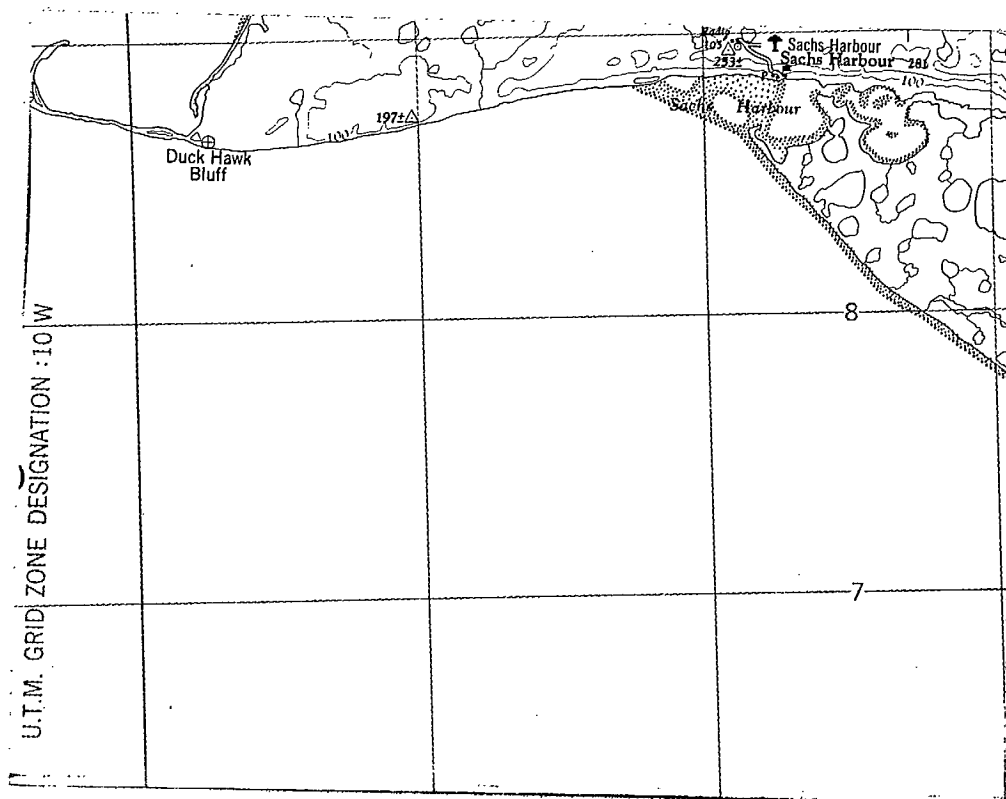 Radio
Sachs Harbour
253±
Sachs Harbour
281
100
Sachs Harbour
197±
100
Duck Hawk
Bluff
8
7
U.T.M. GRID ZONE DESIGNATION :10 W